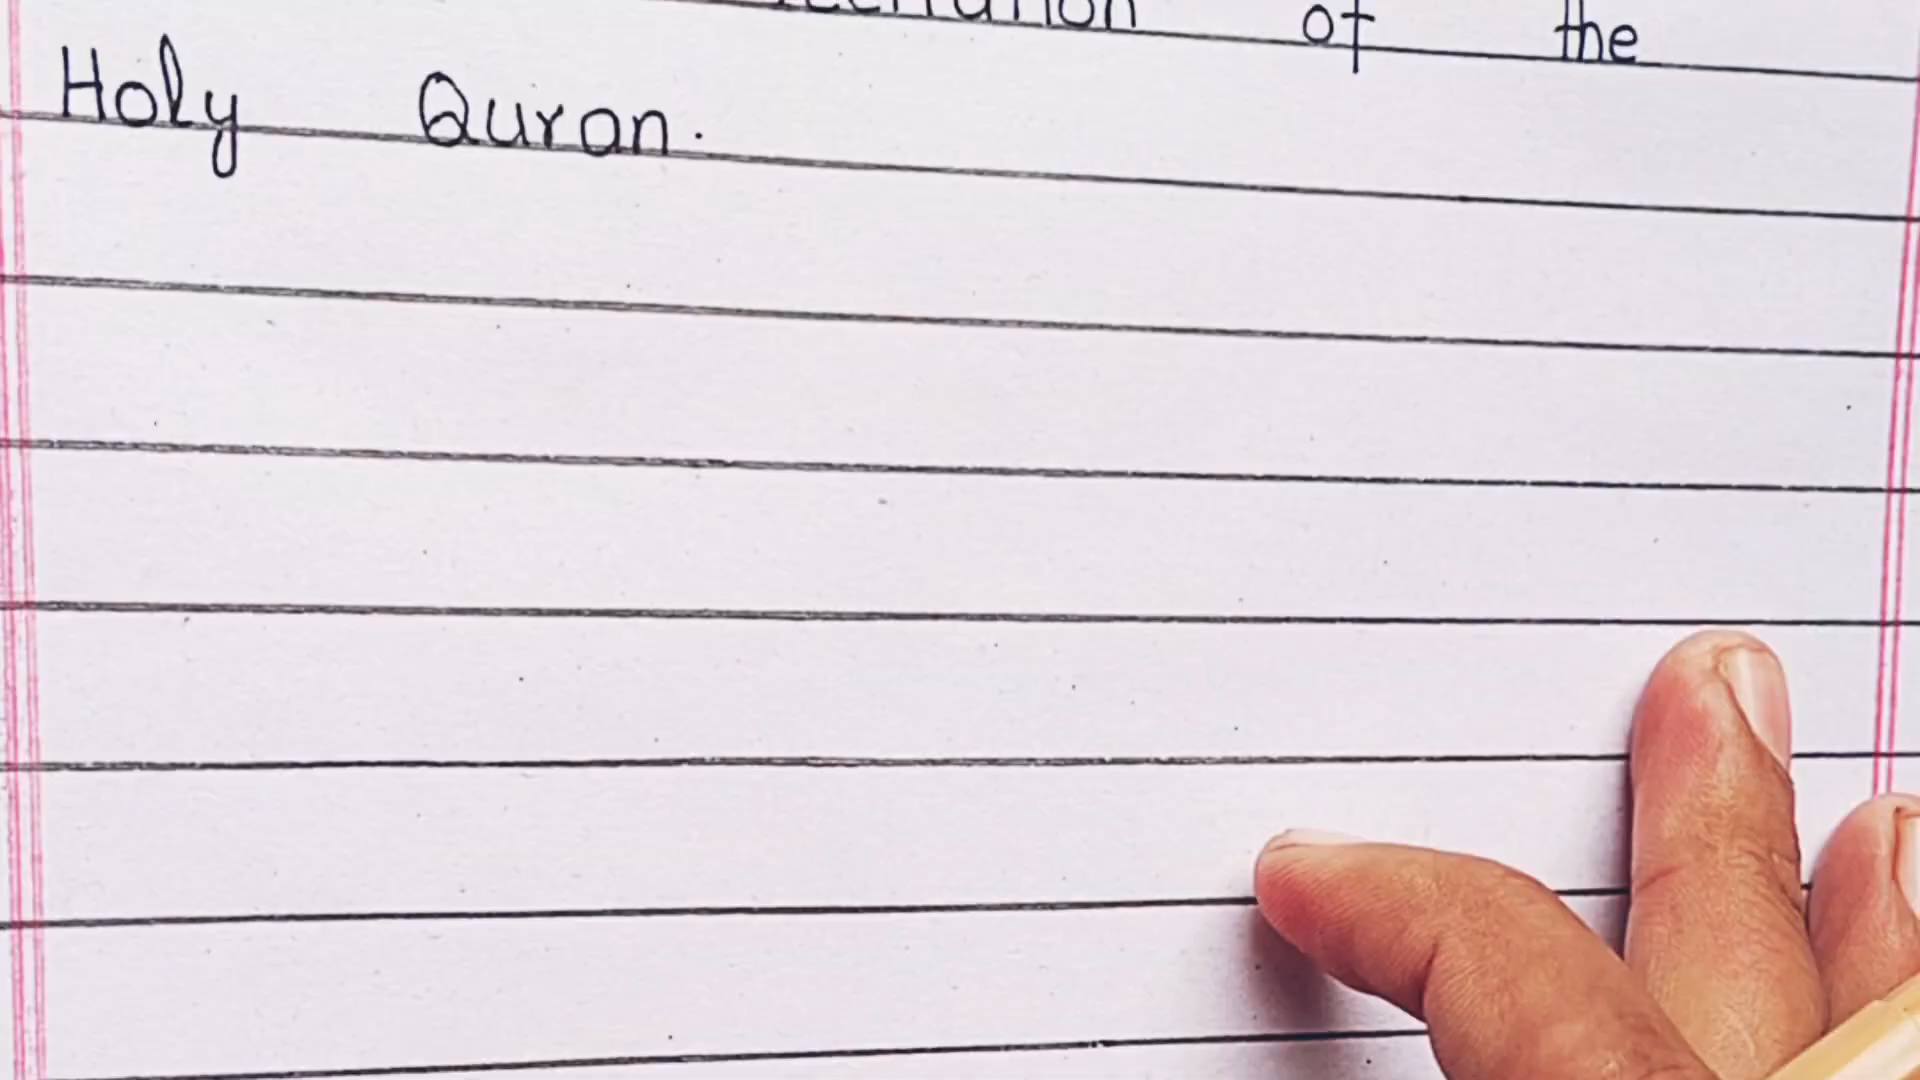 of the
Holy Quran.